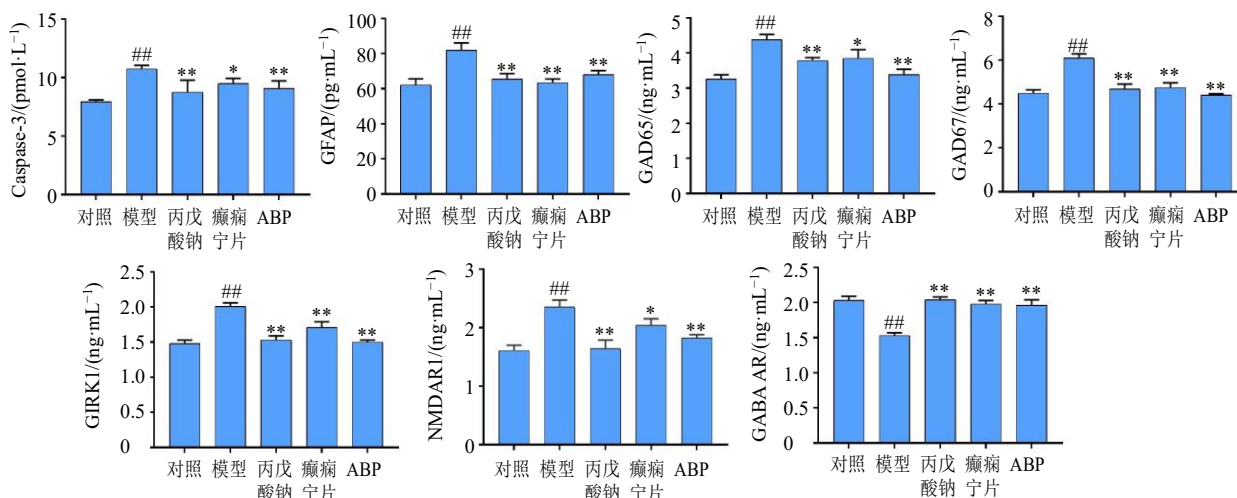 Caspase-3/(pmol·L⁻¹)
15
10
5
0
##
**
*
**
对照
模型
丙戊
酸钠
癫痫
宁片
ABP
GFAP/(pg·mL⁻¹)
100
80
60
40
20
0
##
**
**
**
对照
模型
丙戊
酸钠
癫痫
宁片
ABP
GAD65/(ng·mL⁻¹)
5
4
3
2
1
0
##
**
*
**
对照
模型
丙戊
酸钠
癫痫
宁片
ABP
GAD67/(ng·mL⁻¹)
8
6
4
2
0
##
**
**
**
对照
模型
丙戊
酸钠
癫痫
宁片
ABP
GIRK1/(ng·mL⁻¹)
2.5
2.0
1.5
1.0
0.5
0
##
**
**
**
对照
模型
丙戊
酸钠
癫痫
宁片
ABP
NMDAR1/(ng·mL⁻¹)
3
2
1
0
##
**
*
**
对照
模型
丙戊
酸钠
癫痫
宁片
ABP
GABA AR/(ng·mL⁻¹)
2.5
2.0
1.5
1.0
0.5
0
##
**
**
**
对照
模型
丙戊
酸钠
癫痫
宁片
ABP